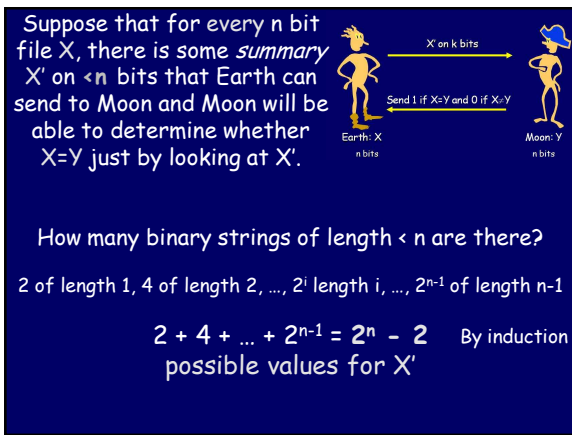 Suppose that for every n bit
file X, there is some summary
X' on <n bits that Earth can
send to Moon and Moon will be
able to determine whether
X=Y just by looking at X'.
X' on k bits
Send 1 if X=Y and 0 if X≠Y
Earth: X
n bits
Moon: Y
n bits
How many binary strings of length < n are there?
2 of length 1, 4 of length 2, …, 2ⁱ length i, …, 2ⁿ⁻¹ of length n-1
2 + 4 + … + 2ⁿ⁻¹ = 2ⁿ - 2 By induction
possible values for X'